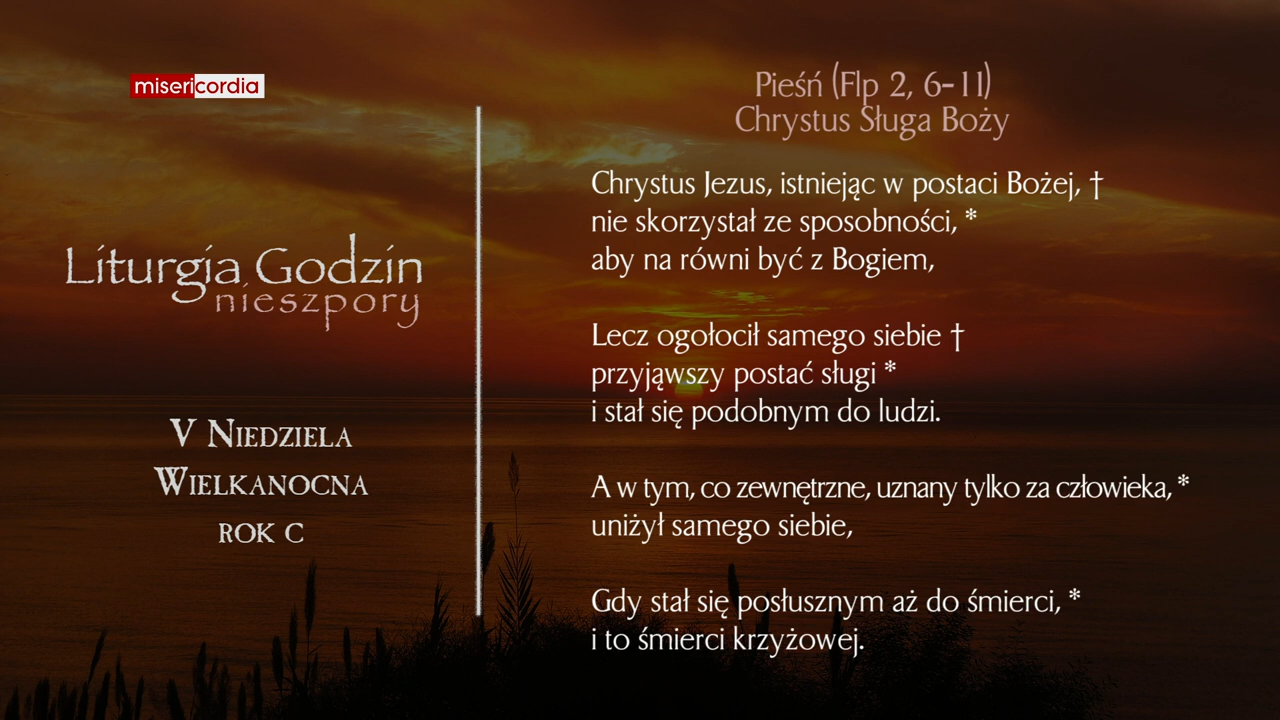 misericordia
Liturgia Godzin
nieszpory
V Niedziela
Wielkanocna
rok C
Pieśń (Flp 2, 6-11)
Chrystus Sługa Boży
Chrystus Jezus, istniejąc w postaci Bożej, †
nie skorzystał ze sposobności, *
aby na równi być z Bogiem,
Lecz ogołocił samego siebie †
przyjąwszy postać sługi *
i stał się podobnym do ludzi.
A w tym, co zewnętrzne, uznany tylko za człowieka, *
uniżył samego siebie,
Gdy stał się posłusznym aż do śmierci, *
i to śmierci krzyżowej.